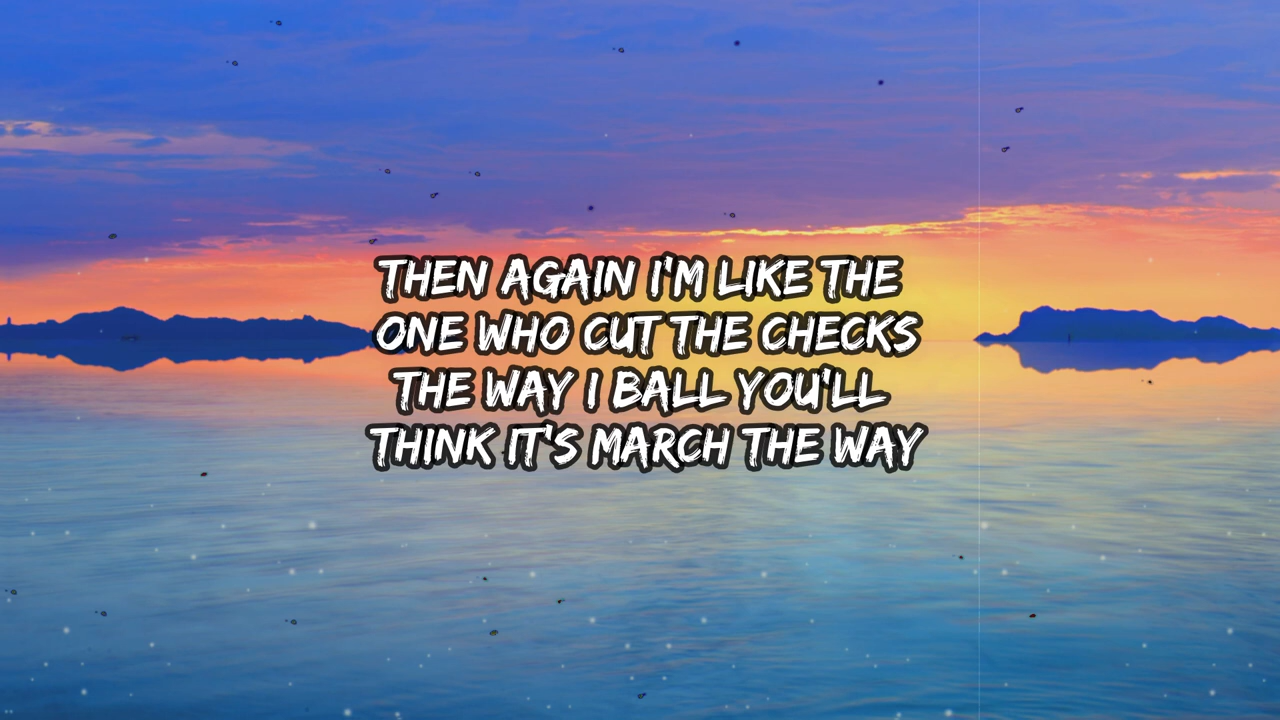 THEN AGAIN I'M LIKE THE
ONE WHO CUT THE CHECKS
THE WAY I BALL YOU'LL
THINK IT'S MARCH THE WAY